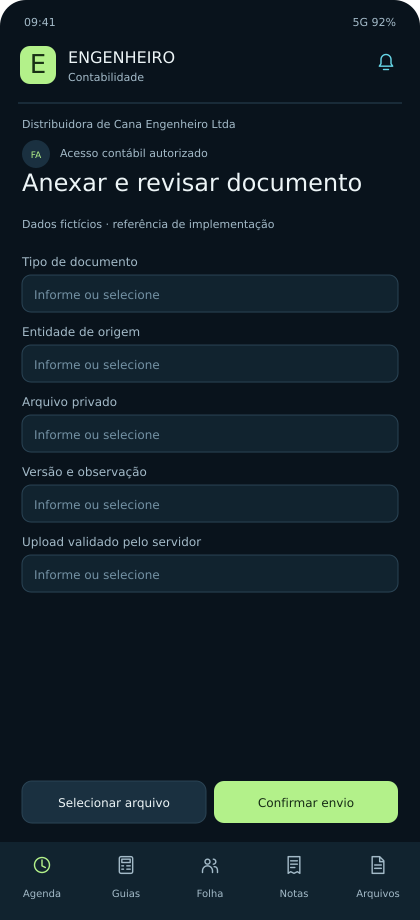 09:41 5G 92%
E ENGENHEIRO
Contabilidade
Distribuidora de Cana Engenheiro Ltda
FA Acesso contábil autorizado
Anexar e revisar documento
Dados fictícios · referência de implementação
Tipo de documento
Informe ou selecione
Entidade de origem
Informe ou selecione
Arquivo privado
Informe ou selecione
Versão e observação
Informe ou selecione
Upload validado pelo servidor
Informe ou selecione
Selecionar arquivo Confirmar envio
Agenda Guias Folha Notas Arquivos